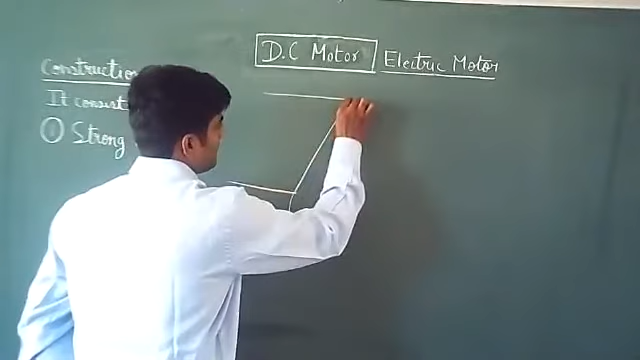 D.C Motor Electric Motor
Construction
It consist
① Strong